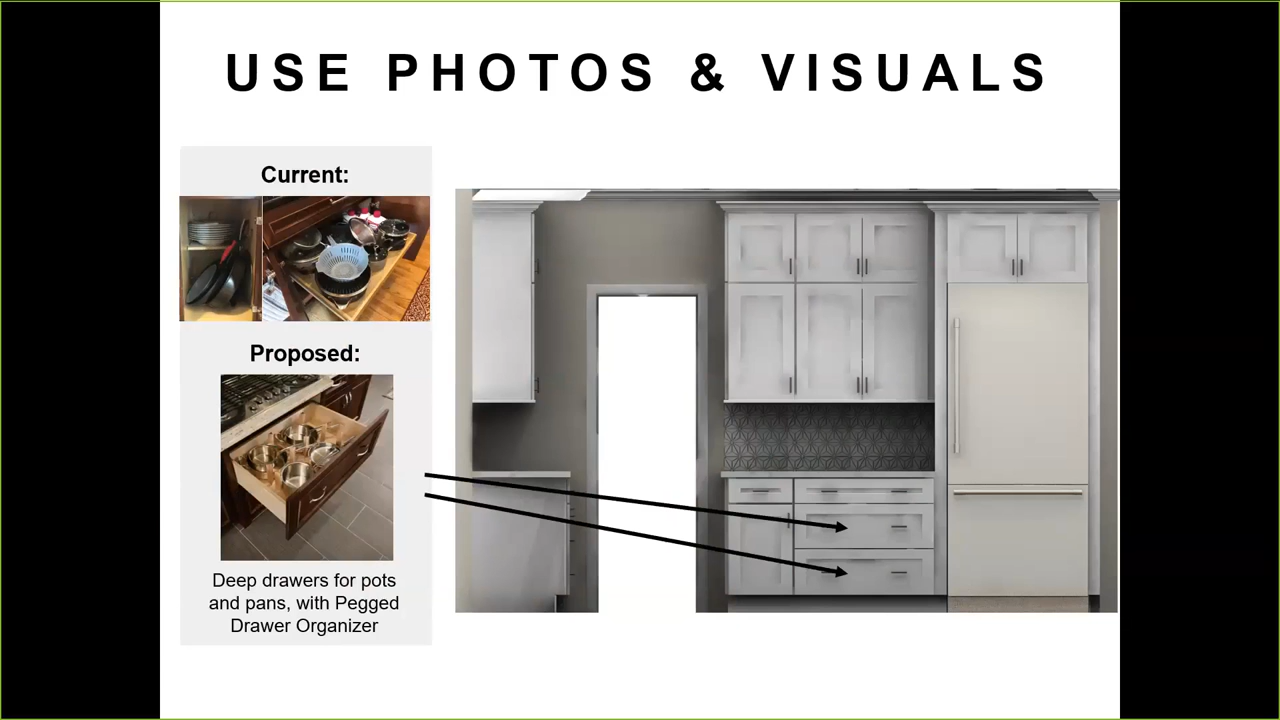 USE PHOTOS & VISUALS
Current:
Proposed:
Deep drawers for pots
and pans, with Pegged
Drawer Organizer